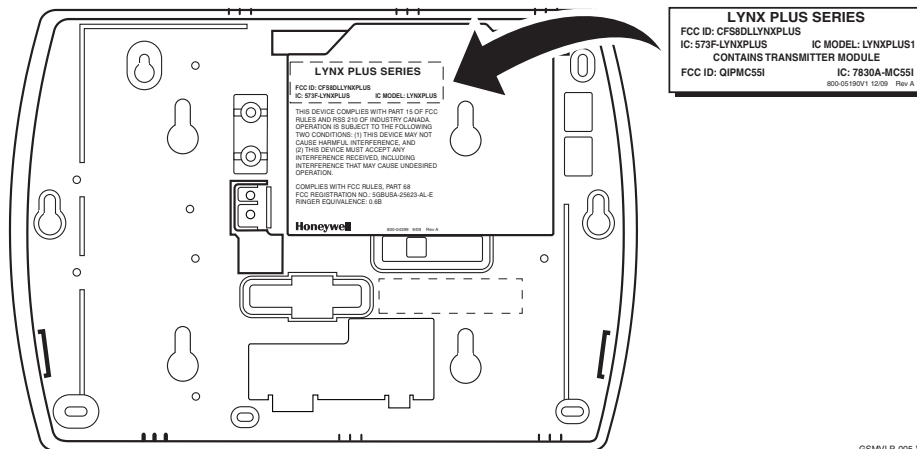 LYNX PLUS SERIES
FCC ID: CFS8DLLYNXPLUS
IC: 573F-LYNXPLUS IC MODEL: LYNXPLUS
THIS DEVICE COMPLIES WITH PART 15 OF FCC
RULES AND RSS 210 OF INDUSTRY CANADA.
OPERATION IS SUBJECT TO THE FOLLOWING
TWO CONDITIONS: (1) THIS DEVICE MAY NOT
CAUSE HARMFUL INTERFERENCE, AND
(2) THIS DEVICE MUST ACCEPT ANY
INTERFERENCE RECEIVED, INCLUDING
INTERFERENCE THAT MAY CAUSE UNDESIRED
OPERATION.
COMPLIES WITH FCC RULES, PART 68
FCC REGISTRATION NO.: 5GBUSA-25623-AL-E
RINGER EQUIVALENCE: 0.6B
Honeywell 800-04399 9/09 Rev A
LYNX PLUS SERIES
FCC ID: CFS8DLLYNXPLUS
IC: 573F-LYNXPLUS IC MODEL: LYNXPLUS1
CONTAINS TRANSMITTER MODULE
FCC ID: QIPMC55I IC: 7830A-MC55I
800-05190V1 12/09 Rev A